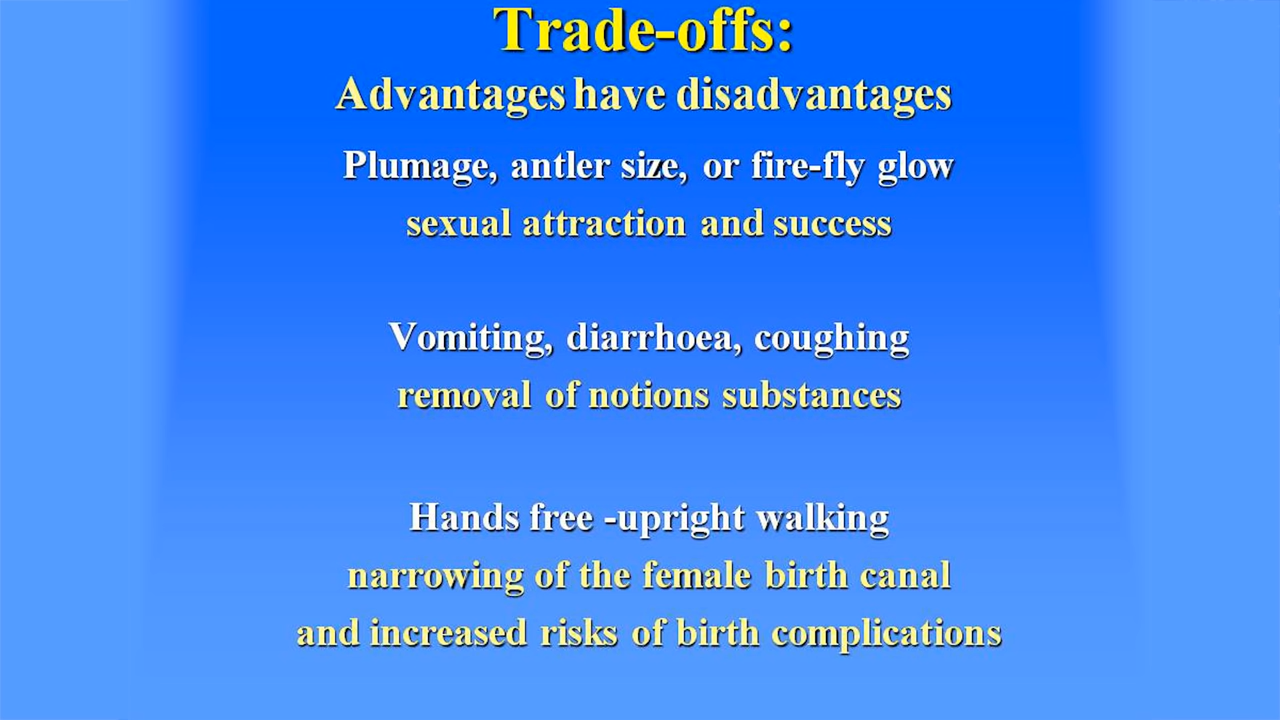 Trade-offs:
Advantages have disadvantages
Plumage, antler size, or fire-fly glow
sexual attraction and success
Vomiting, diarrhoea, coughing
removal of notions substances
Hands free -upright walking
narrowing of the female birth canal
and increased risks of birth complications